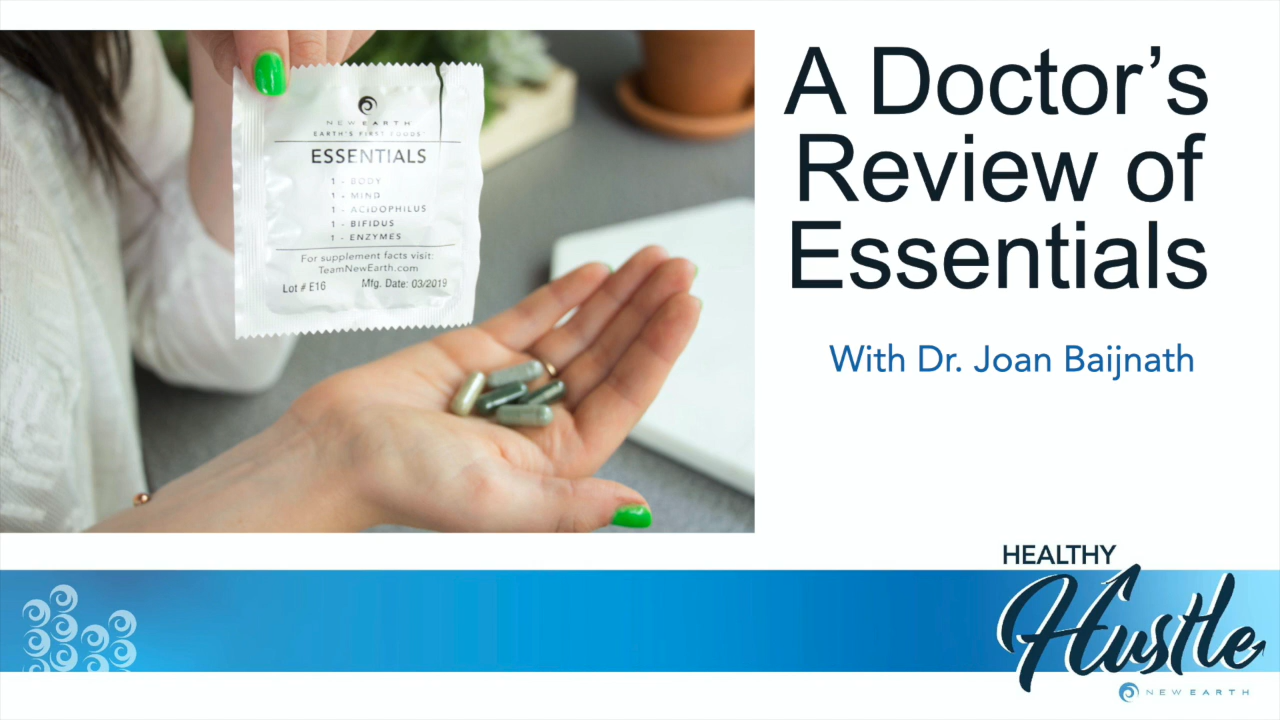 NEW EARTH
EARTH'S FIRST FOODS™
ESSENTIALS
1 - BODY
1 - MIND
1 - ACIDOPHILUS
1 - BIFIDUS
1 - ENZYMES
For supplement facts visit:
TeamNewEarth.com
Lot # E16 Mfg. Date: 03/2019
A Doctor’s
Review of
Essentials
With Dr. Joan Baijnath
HEALTHY
Hustle
NEW EARTH